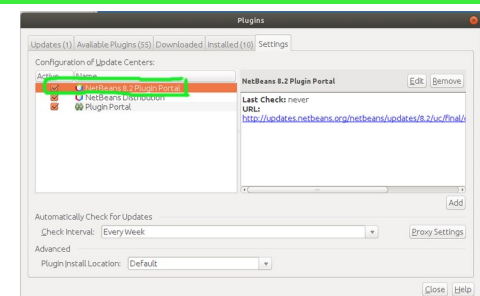 Plugins
Updates (1) Available Plugins (55) Downloaded Installed (10) Settings
Configuration of Update Centers:
Active Name
NetBeans 8.2 Plugin Portal
NetBeans Distribution
Plugin Portal
NetBeans 8.2 Plugin Portal
Edit Remove
Last Check: never
URL:
http://updates.netbeans.org/netbeans/updates/8.2/uc/final/
Add
Automatically Check for Updates
Check Interval: Every Week
Proxy Settings
Advanced
Plugin Install Location: Default
Close Help